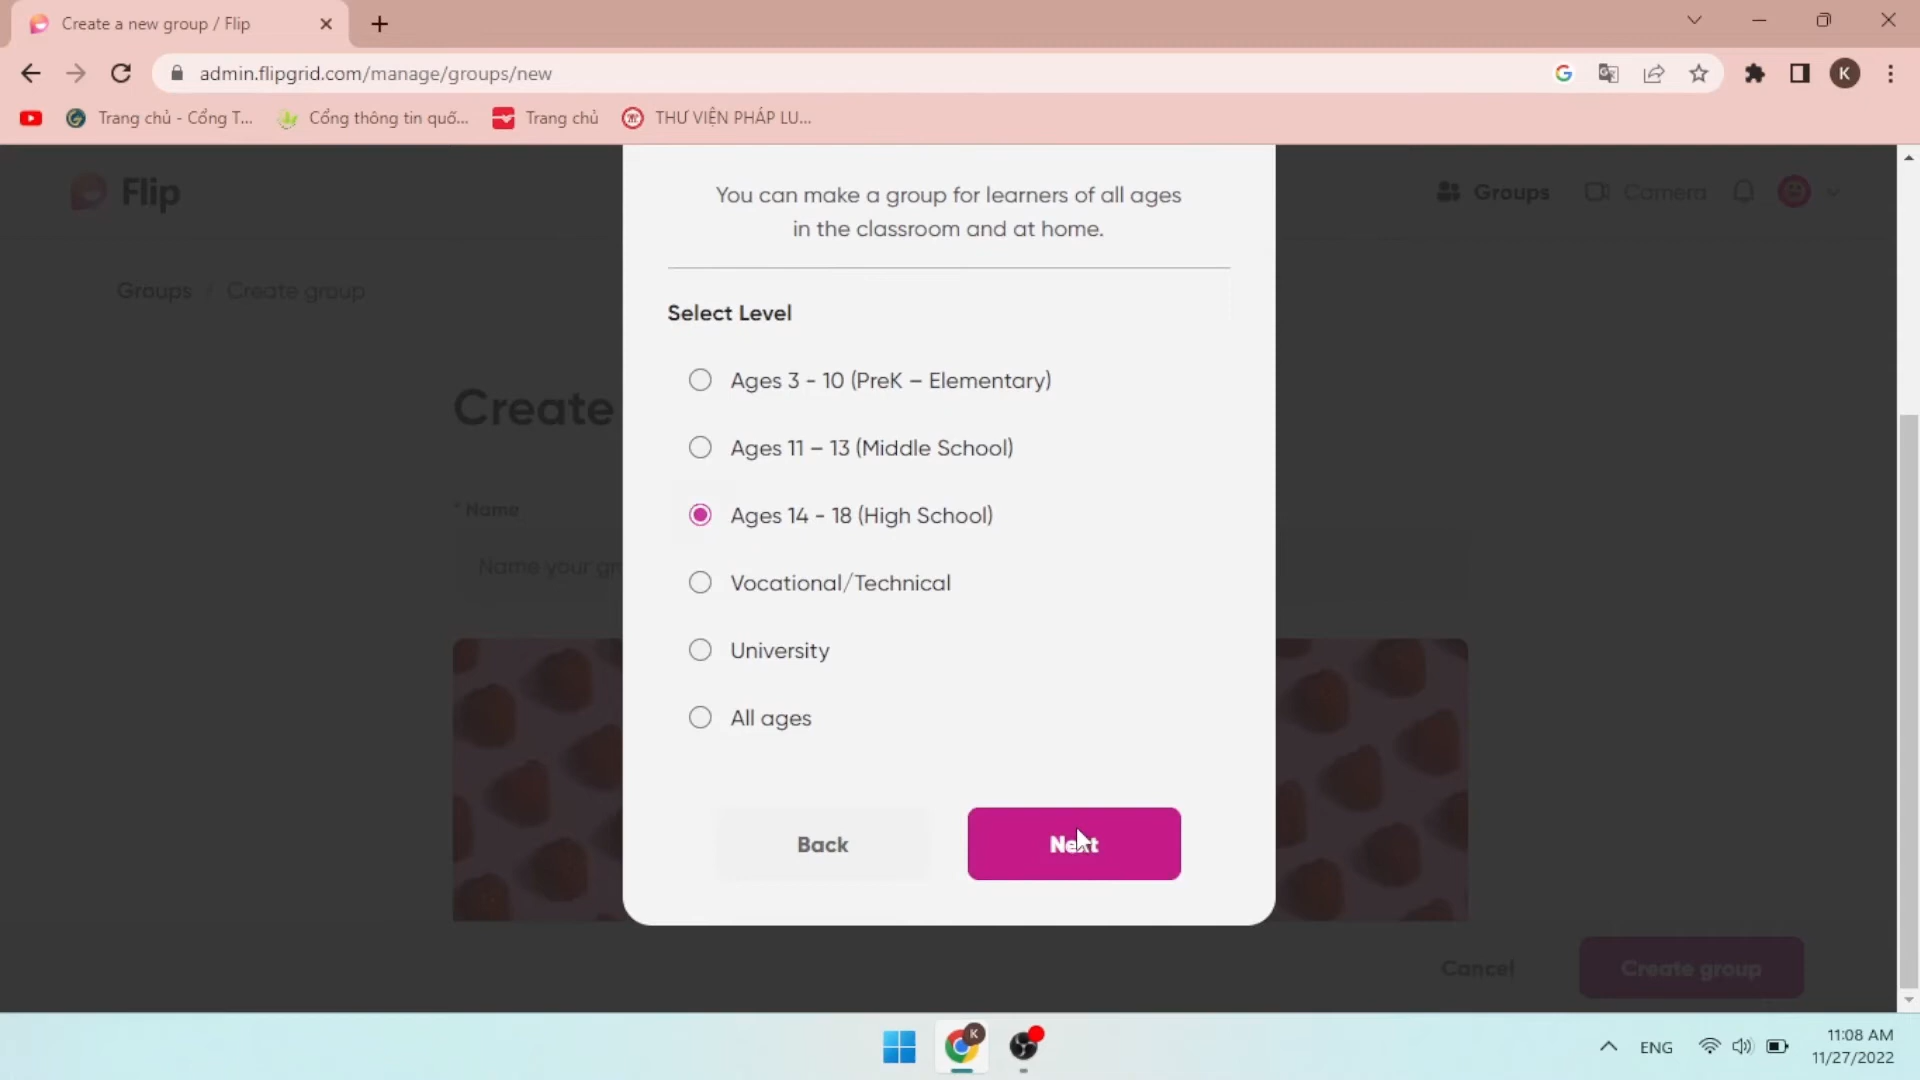 Create a new group / Flip
admin.flipgrid.com/manage/groups/new
K
Trang chủ - Cổng T...
Cổng thông tin quố...
Trang chủ
THƯ VIỆN PHÁP LU...
Flip
Groups
Camera
Groups / Create group
You can make a group for learners of all ages
in the classroom and at home.
Select Level
Create
Ages 3 - 10 (PreK – Elementary)
Ages 11 – 13 (Middle School)
* Name
Ages 14 - 18 (High School)
Name your gr
Vocational/Technical
University
All ages
Back
Next
Cancel
Create group
K
ENG
11:08 AM
11/27/2022